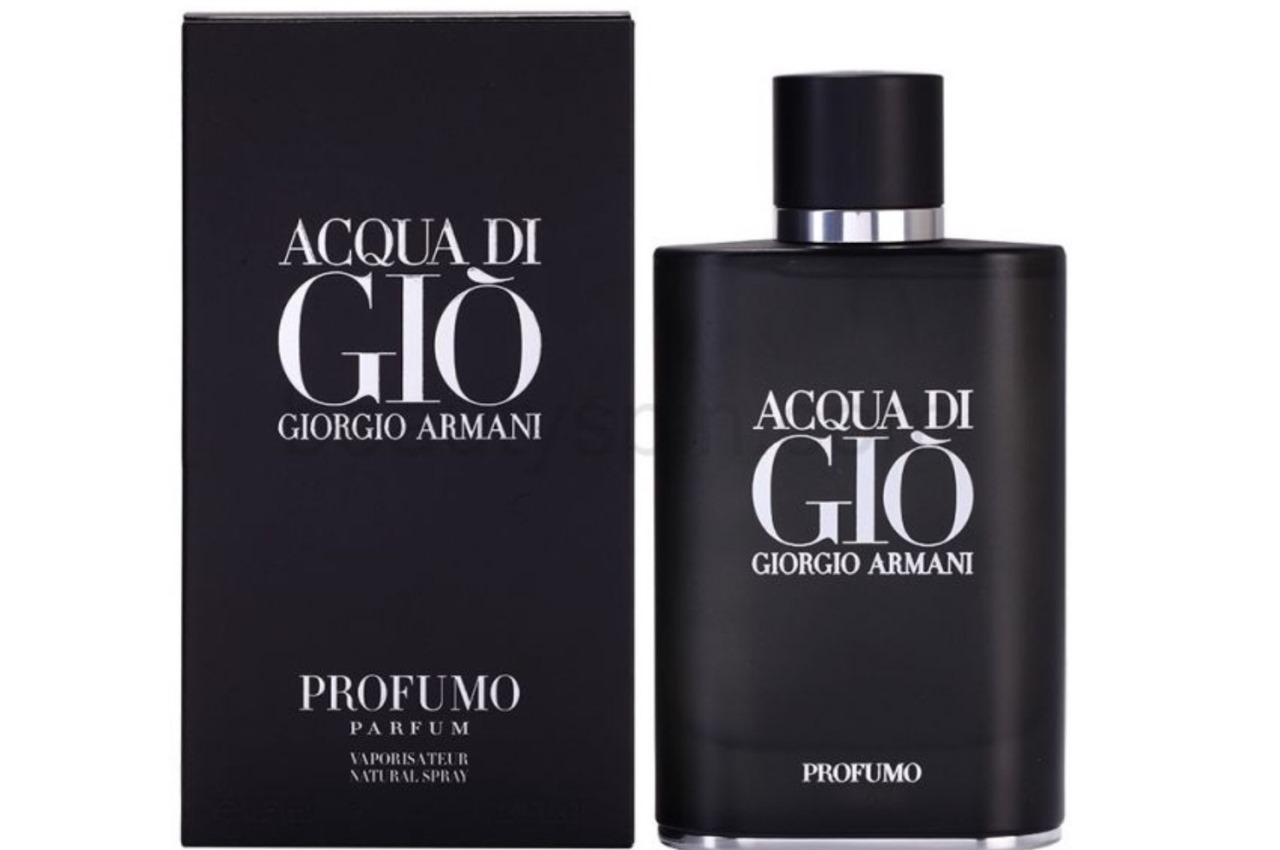 ACQUA DI
GIÒ
GIORGIO ARMANI
PROFUMO
PARFUM
VAPORISATEUR
NATURAL SPRAY
ACQUA DI
GIÒ
GIORGIO ARMANI
PROFUMO